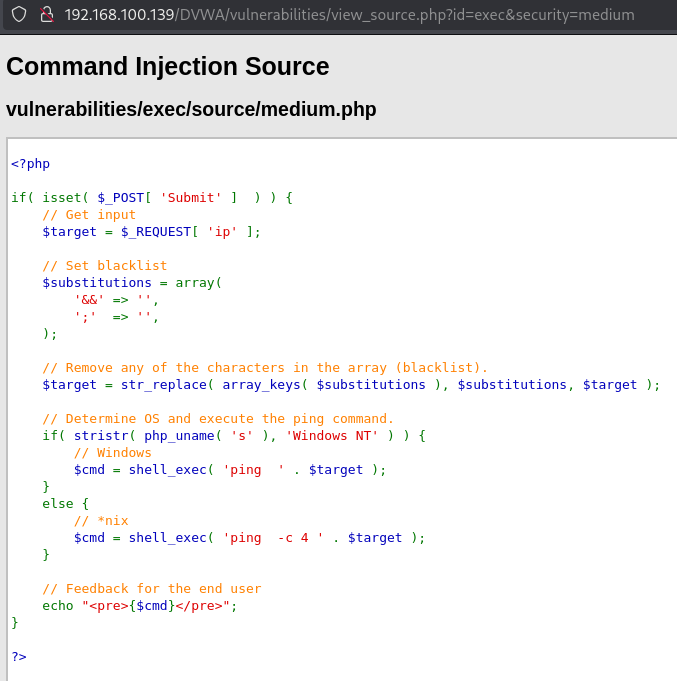 192.168.100.139/DVWA/vulnerabilities/view_source.php?id=exec&security=medium
Command Injection Source
vulnerabilities/exec/source/medium.php
<?php
if( isset( $_POST[ 'Submit' ]  ) ) {
    // Get input
    $target = $_REQUEST[ 'ip' ];
    // Set blacklist
    $substitutions = array(
        '&&' => '',
        ';'  => '',
    );
    // Remove any of the characters in the array (blacklist).
    $target = str_replace( array_keys( $substitutions ), $substitutions, $target );
    // Determine OS and execute the ping command.
    if( stristr( php_uname( 's' ), 'Windows NT' ) ) {
        // Windows
        $cmd = shell_exec( 'ping  ' . $target );
    }
    else {
        // *nix
        $cmd = shell_exec( 'ping  -c 4 ' . $target );
    }
    // Feedback for the end user
    echo "<pre>{$cmd}</pre>";
}
?>